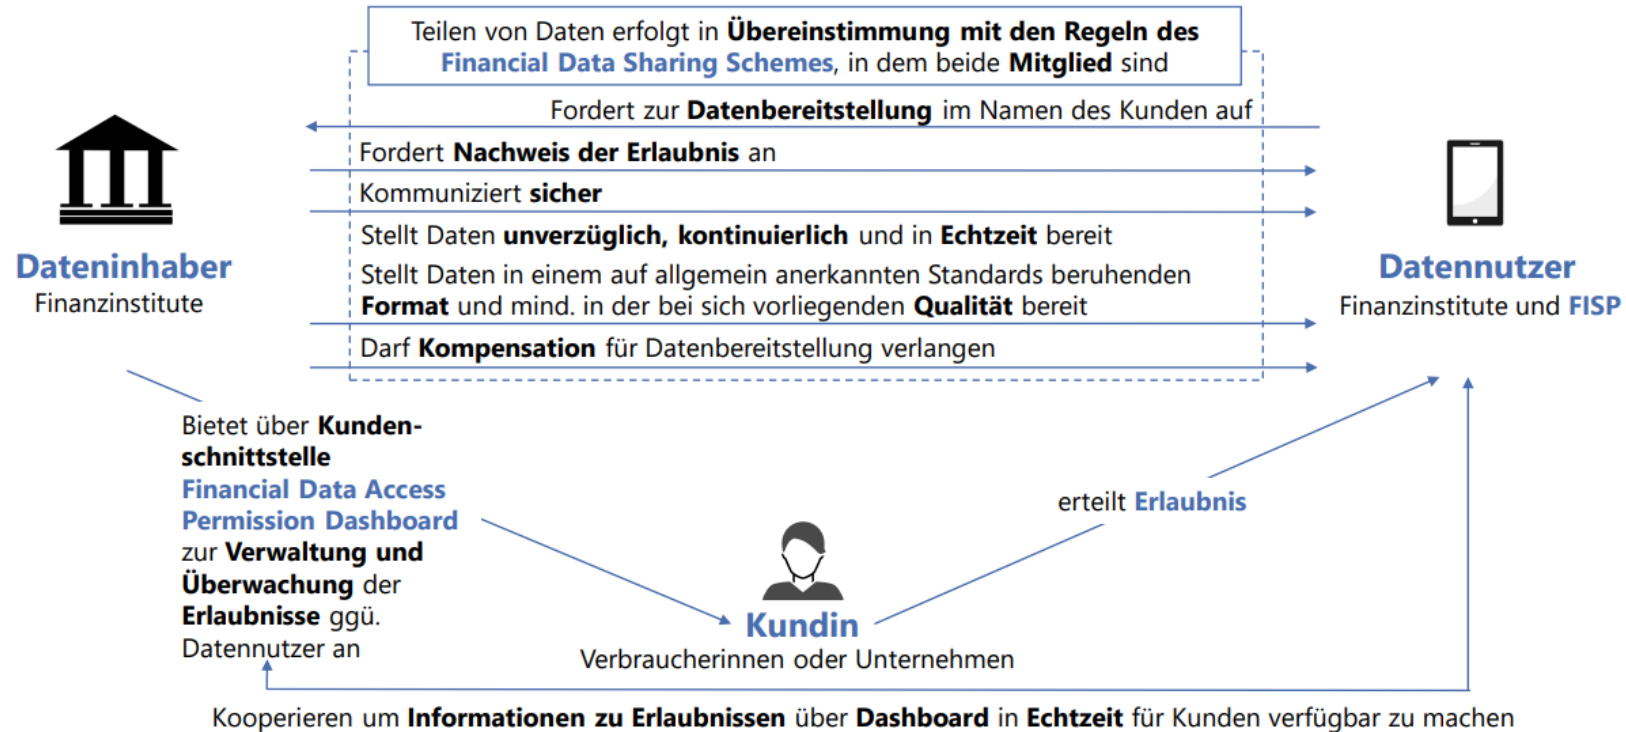 Teilen von Daten erfolgt in Übereinstimmung mit den Regeln des
Financial Data Sharing Schemes, in dem beide Mitglied sind
Fordert zur Datenbereitstellung im Namen des Kunden auf
Fordert Nachweis der Erlaubnis an
Kommuniziert sicher
Stellt Daten unverzüglich, kontinuierlich und in Echtzeit bereit
Stellt Daten in einem auf allgemein anerkannten Standards beruhenden
Format und mind. in der bei sich vorliegenden Qualität bereit
Darf Kompensation für Datenbereitstellung verlangen
Dateninhaber
Finanzinstitute
Datennutzer
Finanzinstitute und FISP
Bietet über Kunden-
schnittstelle
Financial Data Access
Permission Dashboard
zur Verwaltung und
Überwachung der
Erlaubnisse ggü.
Datennutzer an
erteilt Erlaubnis
Kundin
Verbraucherinnen oder Unternehmen
Kooperieren um Informationen zu Erlaubnissen über Dashboard in Echtzeit für Kunden verfügbar zu machen